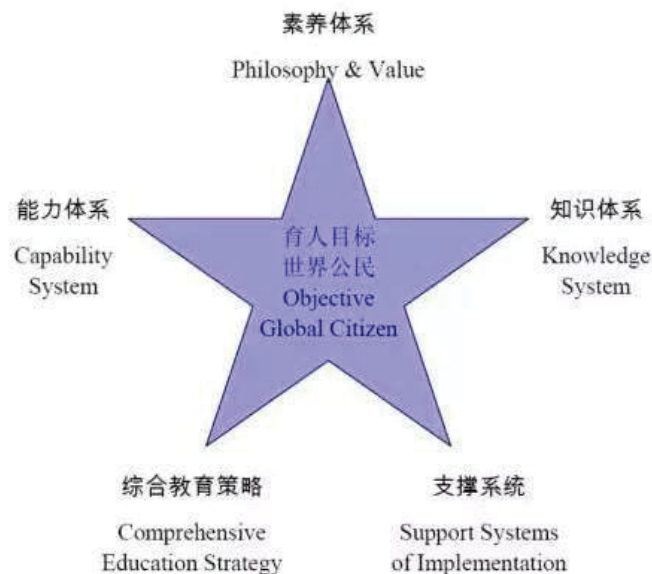 素养体系
Philosophy & Value
能力体系
Capability
System
知识体系
Knowledge
System
育人目标
世界公民
Objective
Global Citizen
综合教育策略
Comprehensive
Education Strategy
支撑系统
Support Systems
of Implementation